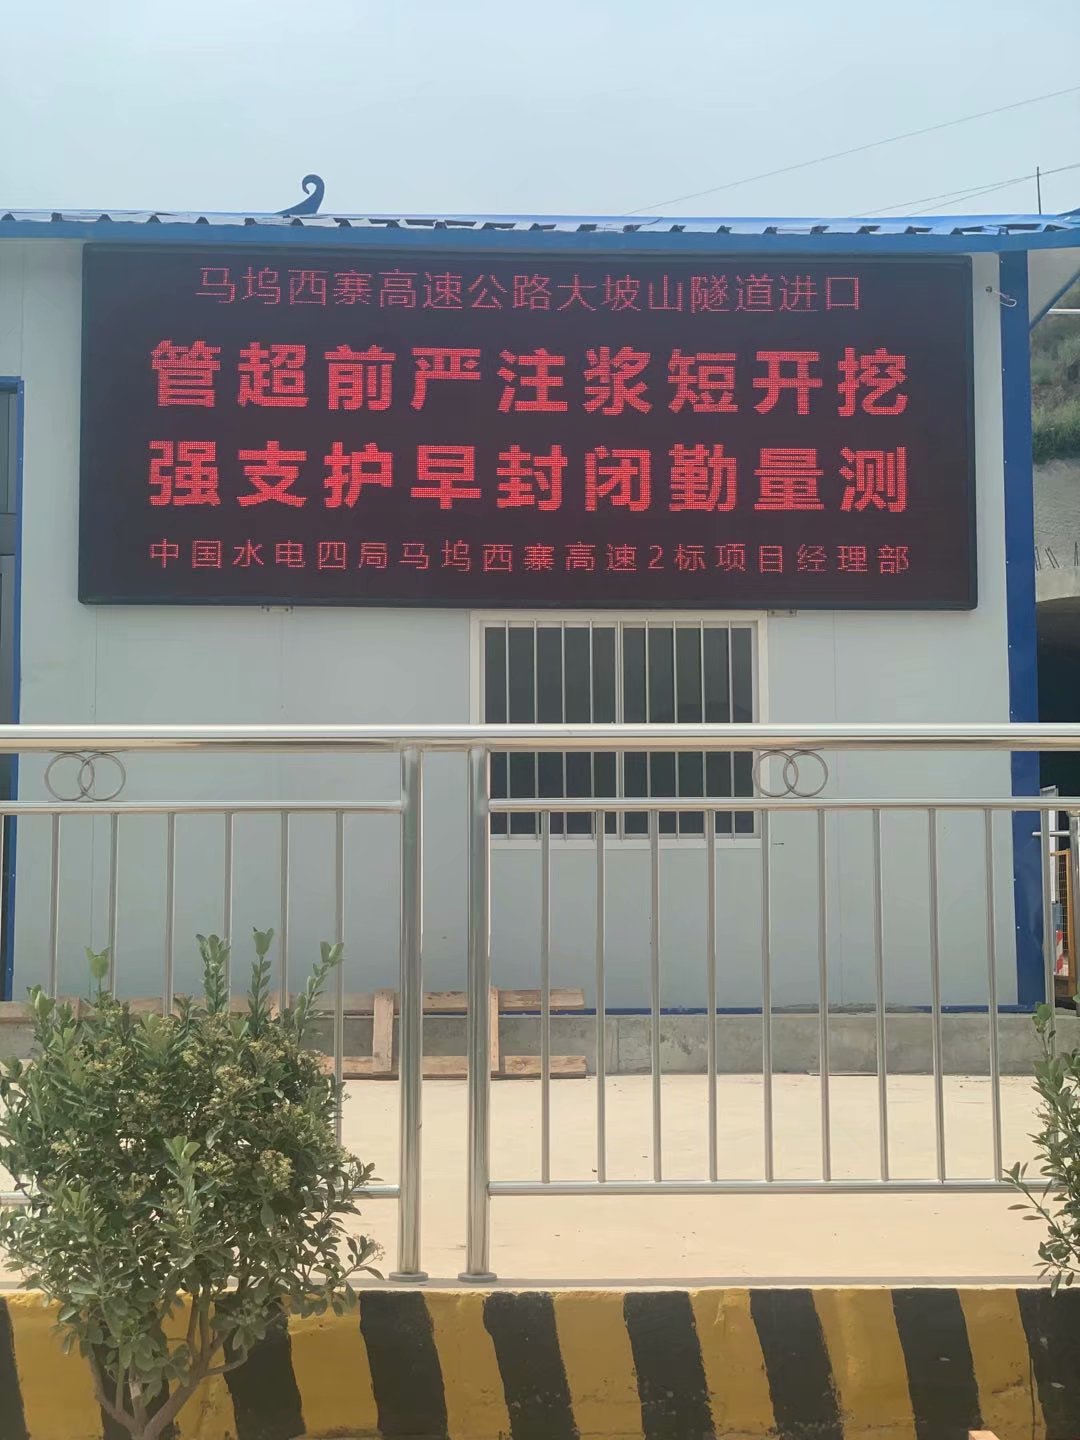 马坞西寨高速公路大坡山隧道进口
管超前严注浆短开挖
强支护早封闭勤量测
中国水电四局马坞西寨高速2标项目经理部